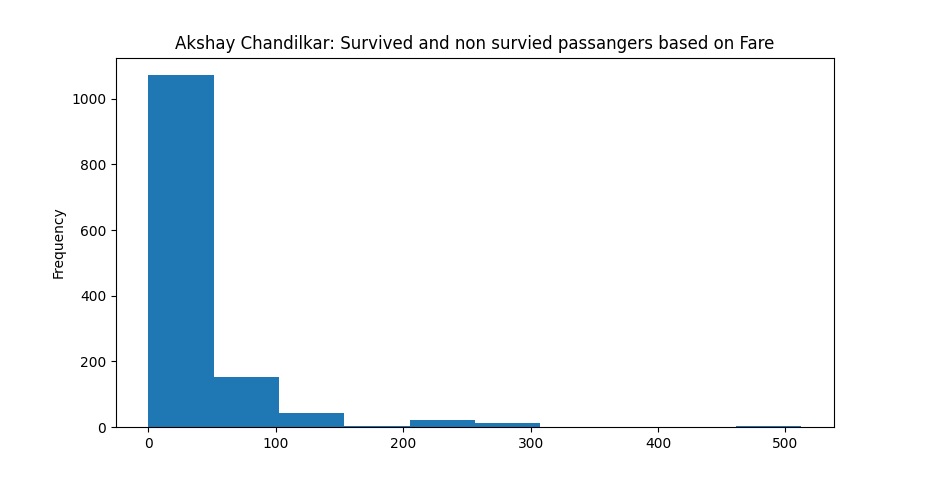 Akshay Chandilkar: Survived and non survied passangers based on Fare
1000
800
600
400
200
0
Frequency
0 100 200 300 400 500